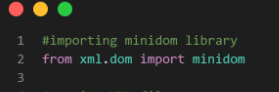 1 #importing minidom library
2 from xml.dom import minidom
3